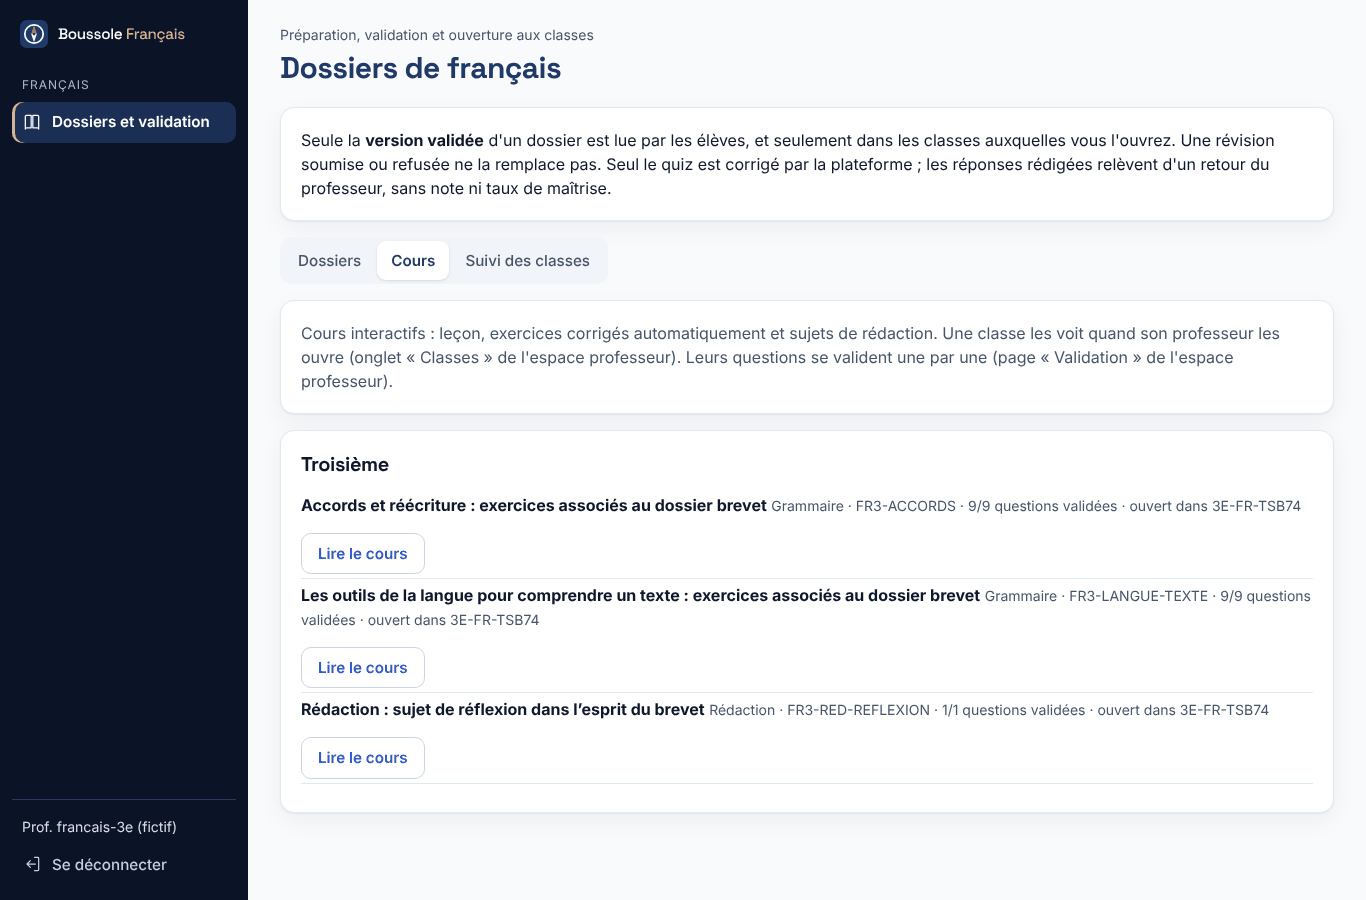 Boussole Français
FRANÇAIS
Dossiers et validation
Prof. francais-3e (fictif)
Se déconnecter
Préparation, validation et ouverture aux classes
Dossiers de français
Seule la version validée d'un dossier est lue par les élèves, et seulement dans les classes auxquelles vous l'ouvrez. Une révision
soumise ou refusée ne la remplace pas. Seul le quiz est corrigé par la plateforme ; les réponses rédigées relèvent d'un retour du
professeur, sans note ni taux de maîtrise.
Dossiers Cours Suivi des classes
Cours interactifs : leçon, exercices corrigés automatiquement et sujets de rédaction. Une classe les voit quand son professeur les
ouvre (onglet « Classes » de l'espace professeur). Leurs questions se valident une par une (page « Validation » de l'espace
professeur).
Troisième
Accords et réécriture : exercices associés au dossier brevet Grammaire · FR3-ACCORDS · 9/9 questions validées · ouvert dans 3E-FR-TSB74
Lire le cours
Les outils de la langue pour comprendre un texte : exercices associés au dossier brevet Grammaire · FR3-LANGUE-TEXTE · 9/9 questions
validées · ouvert dans 3E-FR-TSB74
Lire le cours
Rédaction : sujet de réflexion dans l’esprit du brevet Rédaction · FR3-RED-REFLEXION · 1/1 questions validées · ouvert dans 3E-FR-TSB74
Lire le cours